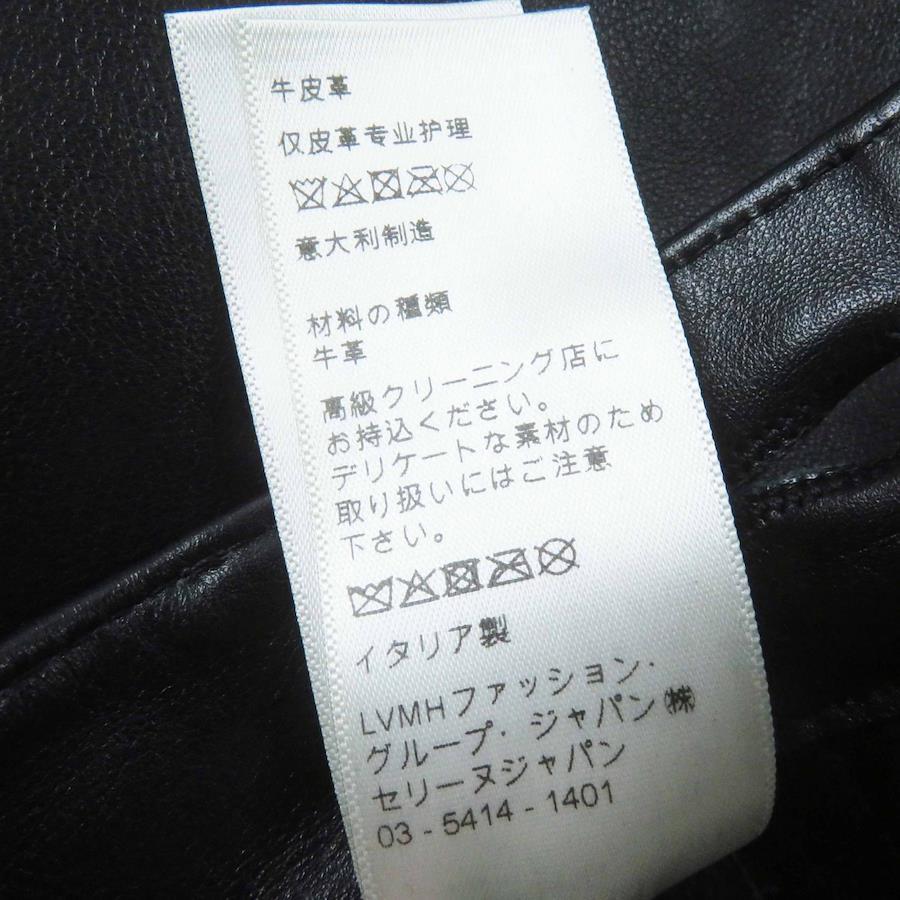 牛皮革
仅皮革专业护理
意大利制造
材料の種類
牛革
高級クリーニング店に
お持込ください。
デリケートな素材のため
取り扱いにはご注意
下さい。
イタリア製
LVMHファッション・
グループ・ジャパン㈱
セリーヌジャパン
03 - 5414 - 1401